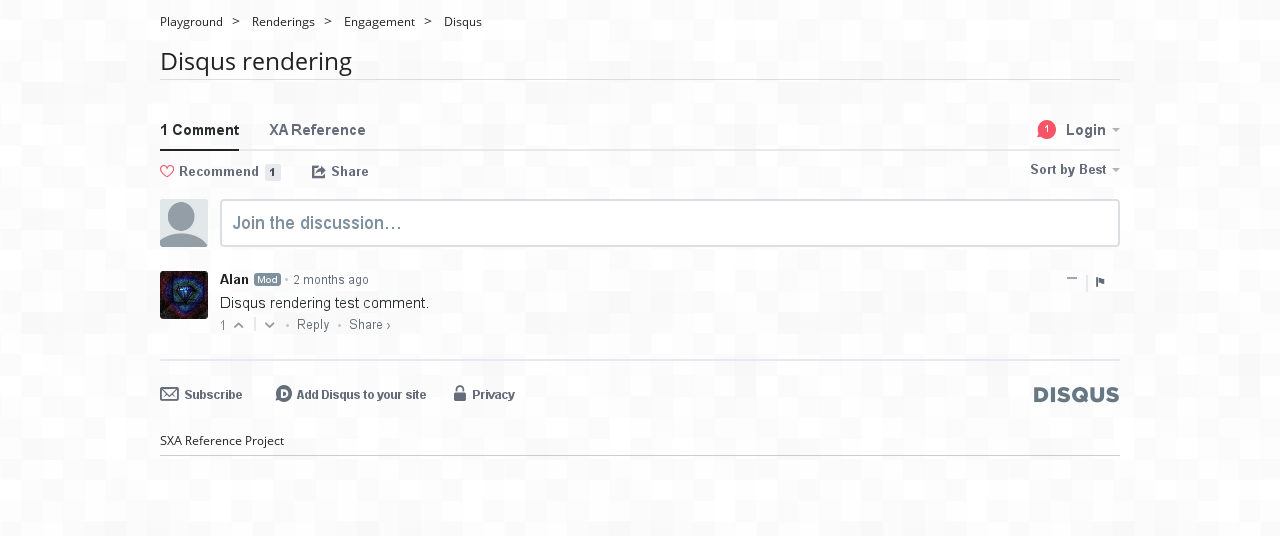 Playground > Renderings > Engagement > Disqus
Disqus rendering
1 Comment XA Reference 1 Login
Recommend 1 Share Sort by Best
Join the discussion...
Alan Mod • 2 months ago
Disqus rendering test comment.
1 • Reply • Share ›
Subscribe D Add Disqus to your site Privacy DISQUS
SXA Reference Project